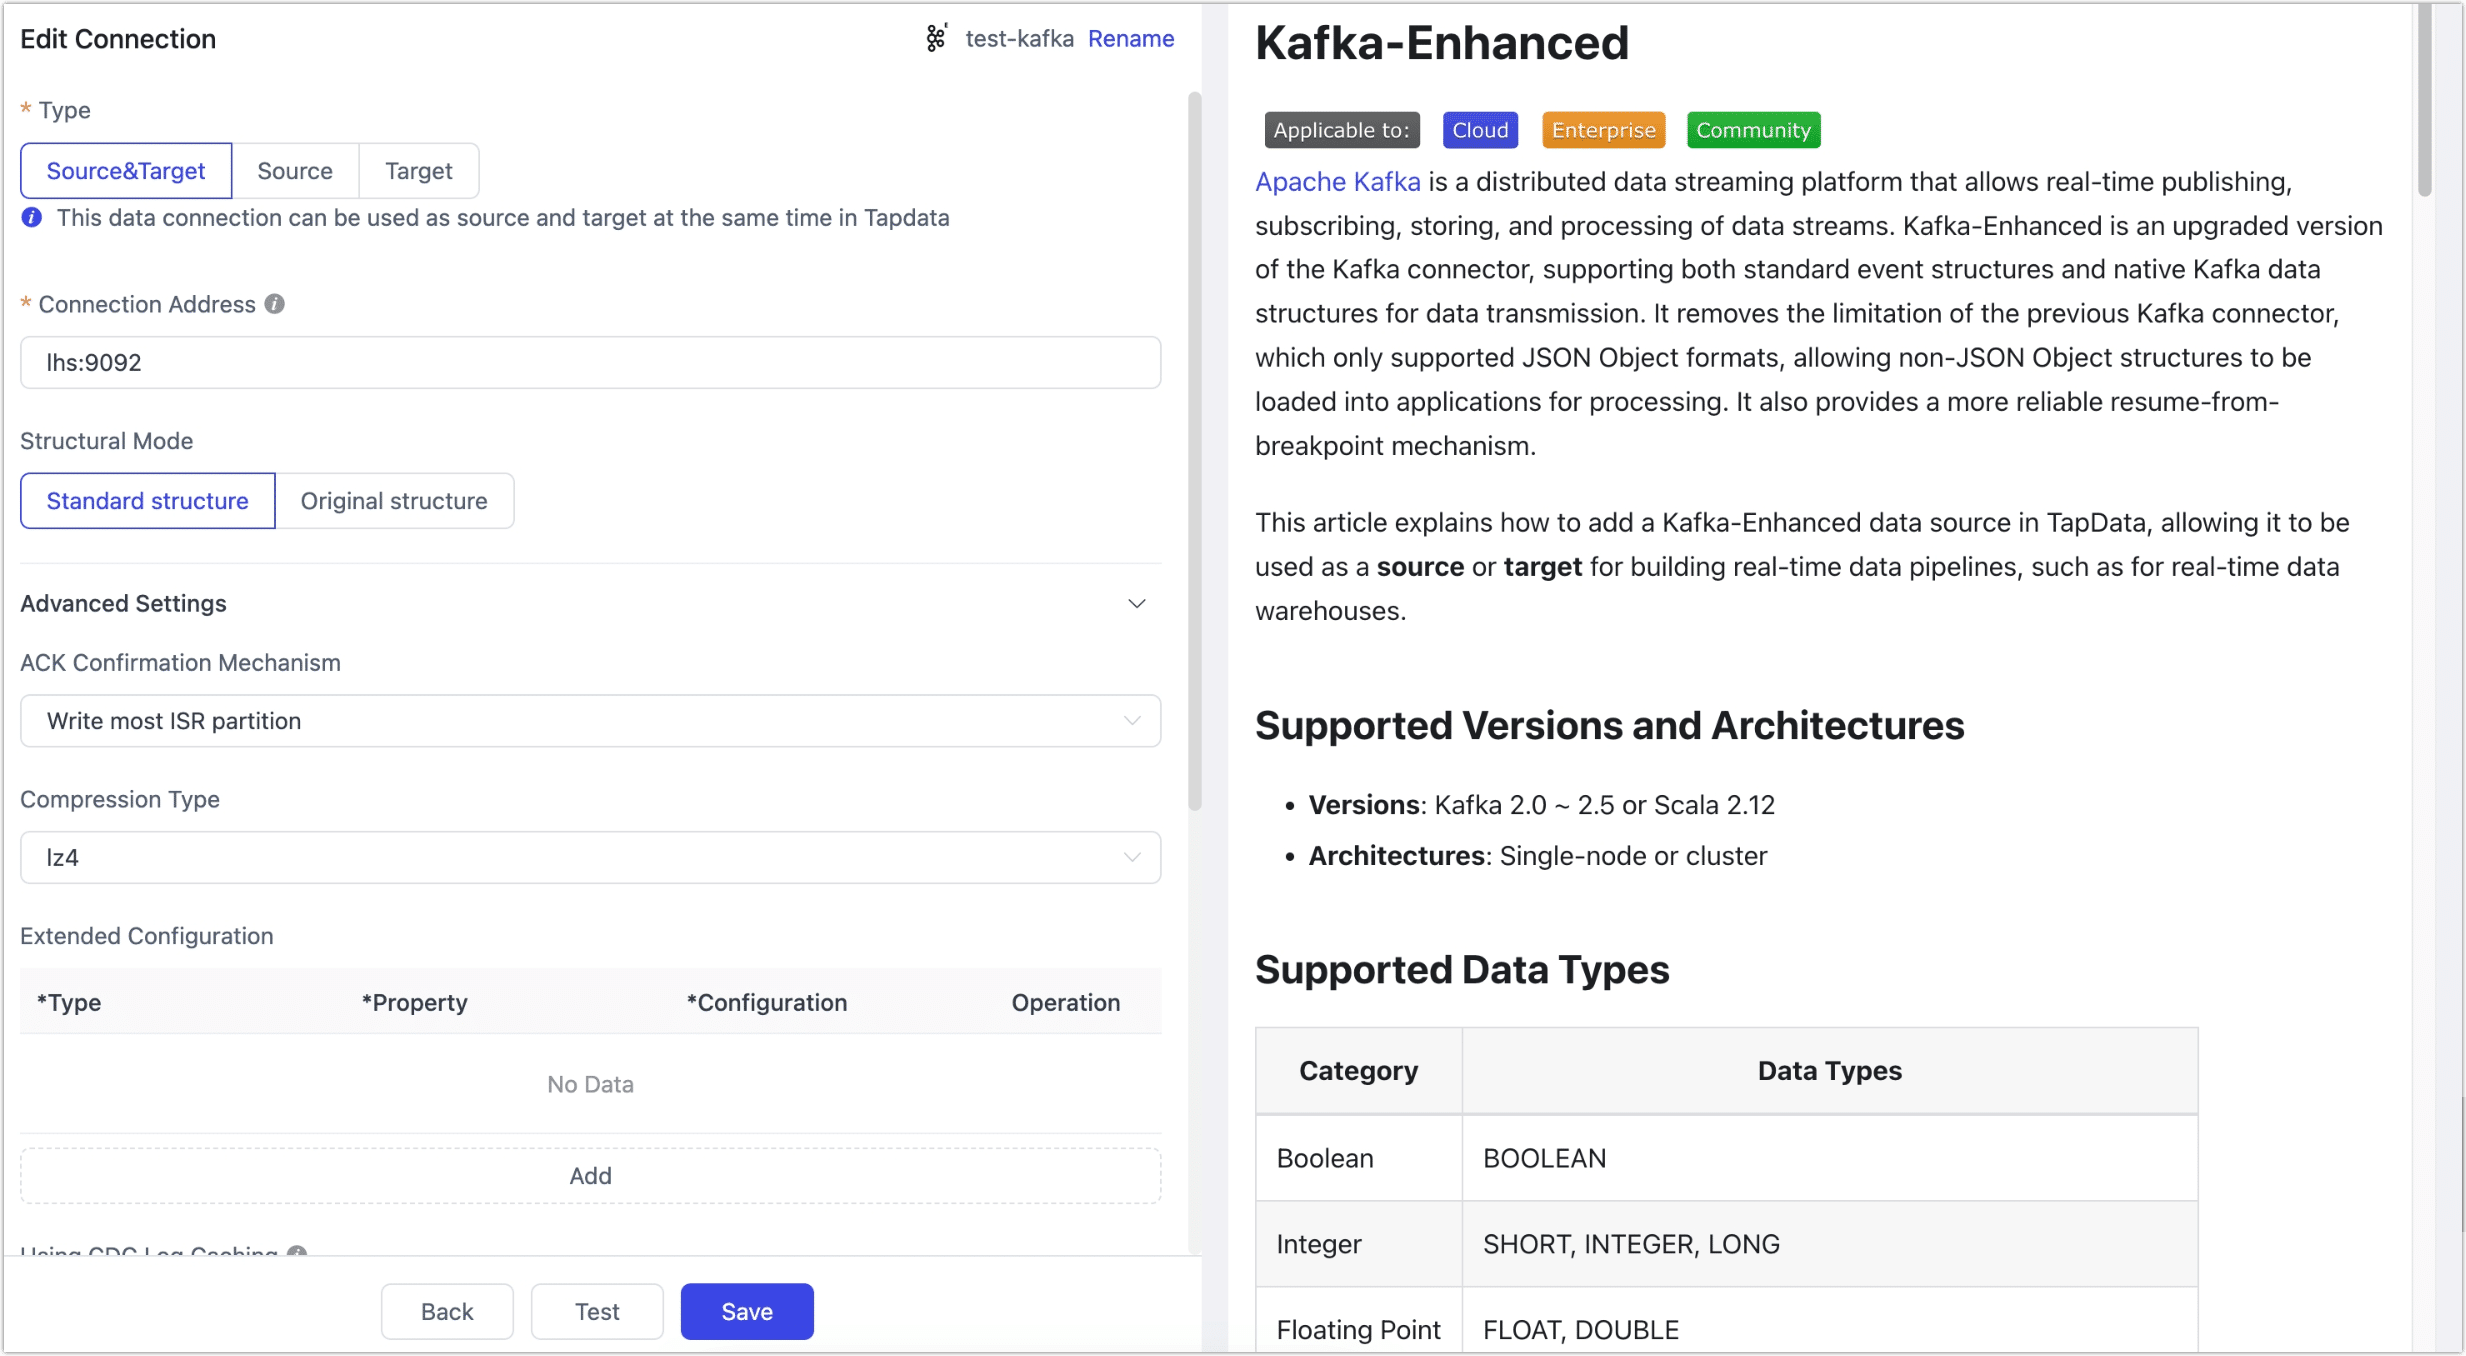 Edit Connection
test-kafka Rename
* Type
Source&Target Source Target
This data connection can be used as source and target at the same time in Tapdata
* Connection Address
lhs:9092
Structural Mode
Standard structure Original structure
Advanced Settings
ACK Confirmation Mechanism
Write most ISR partition
Compression Type
lz4
Extended Configuration
*Type *Property *Configuration Operation
No Data
Add
Using CDC Log Caching
Back Test Save
Kafka-Enhanced
Applicable to: Cloud Enterprise Community
Apache Kafka is a distributed data streaming platform that allows real-time publishing,
subscribing, storing, and processing of data streams. Kafka-Enhanced is an upgraded version
of the Kafka connector, supporting both standard event structures and native Kafka data
structures for data transmission. It removes the limitation of the previous Kafka connector,
which only supported JSON Object formats, allowing non-JSON Object structures to be
loaded into applications for processing. It also provides a more reliable resume-from-
breakpoint mechanism.
This article explains how to add a Kafka-Enhanced data source in TapData, allowing it to be
used as a source or target for building real-time data pipelines, such as for real-time data
warehouses.
Supported Versions and Architectures
• Versions: Kafka 2.0 ~ 2.5 or Scala 2.12
• Architectures: Single-node or cluster
Supported Data Types
Category Data Types
Boolean BOOLEAN
Integer SHORT, INTEGER, LONG
Floating Point FLOAT, DOUBLE